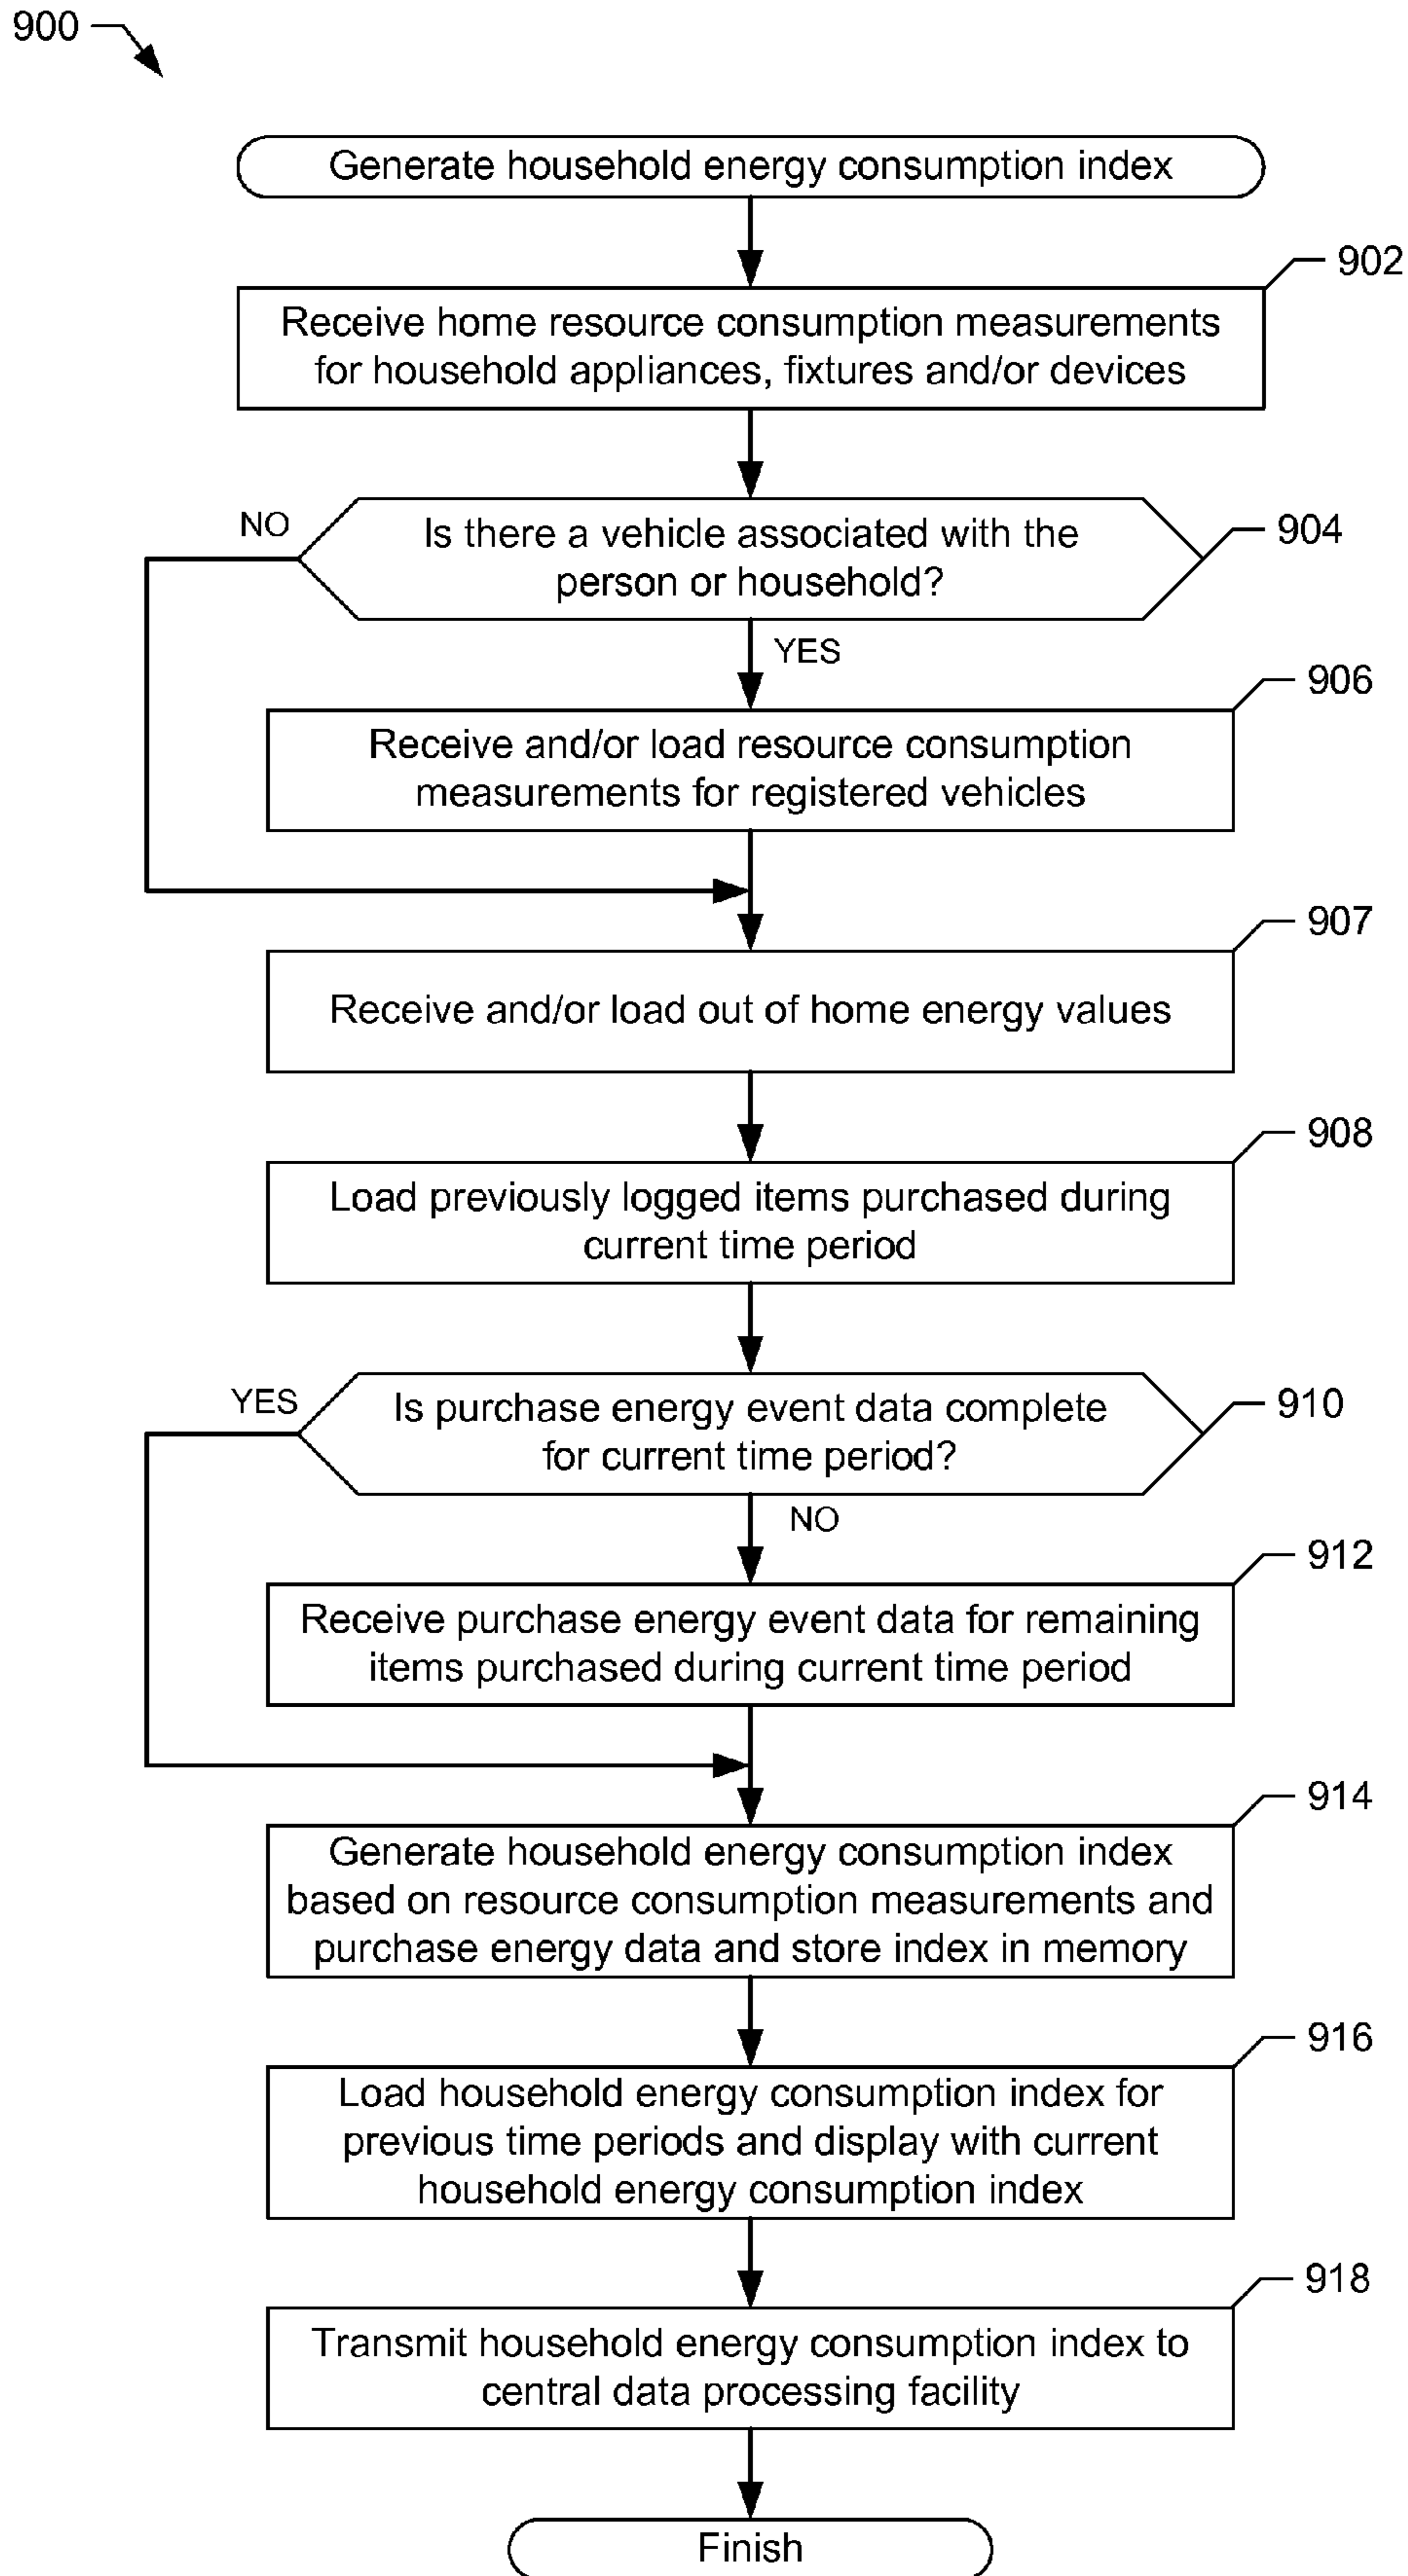 900
Generate household energy consumption index
902
Receive home resource consumption measurements
for household appliances, fixtures and/or devices
NO
Is there a vehicle associated with the
person or household?
904
YES
906
Receive and/or load resource consumption
measurements for registered vehicles
907
Receive and/or load out of home energy values
908
Load previously logged items purchased during
current time period
YES
Is purchase energy event data complete
for current time period?
910
NO
912
Receive purchase energy event data for remaining
items purchased during current time period
914
Generate household energy consumption index
based on resource consumption measurements and
purchase energy data and store index in memory
916
Load household energy consumption index for
previous time periods and display with current
household energy consumption index
918
Transmit household energy consumption index to
central data processing facility
Finish